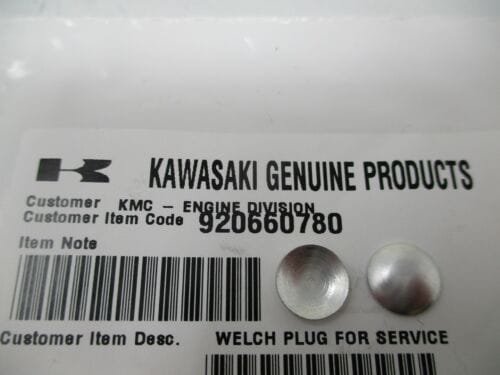 KAWASAKI GENUINE PRODUCTS
Customer KMC - ENGINE DIVISION
Customer Item Code 920660780
Item Note
Customer Item Desc. WELCH PLUG FOR SERVICE